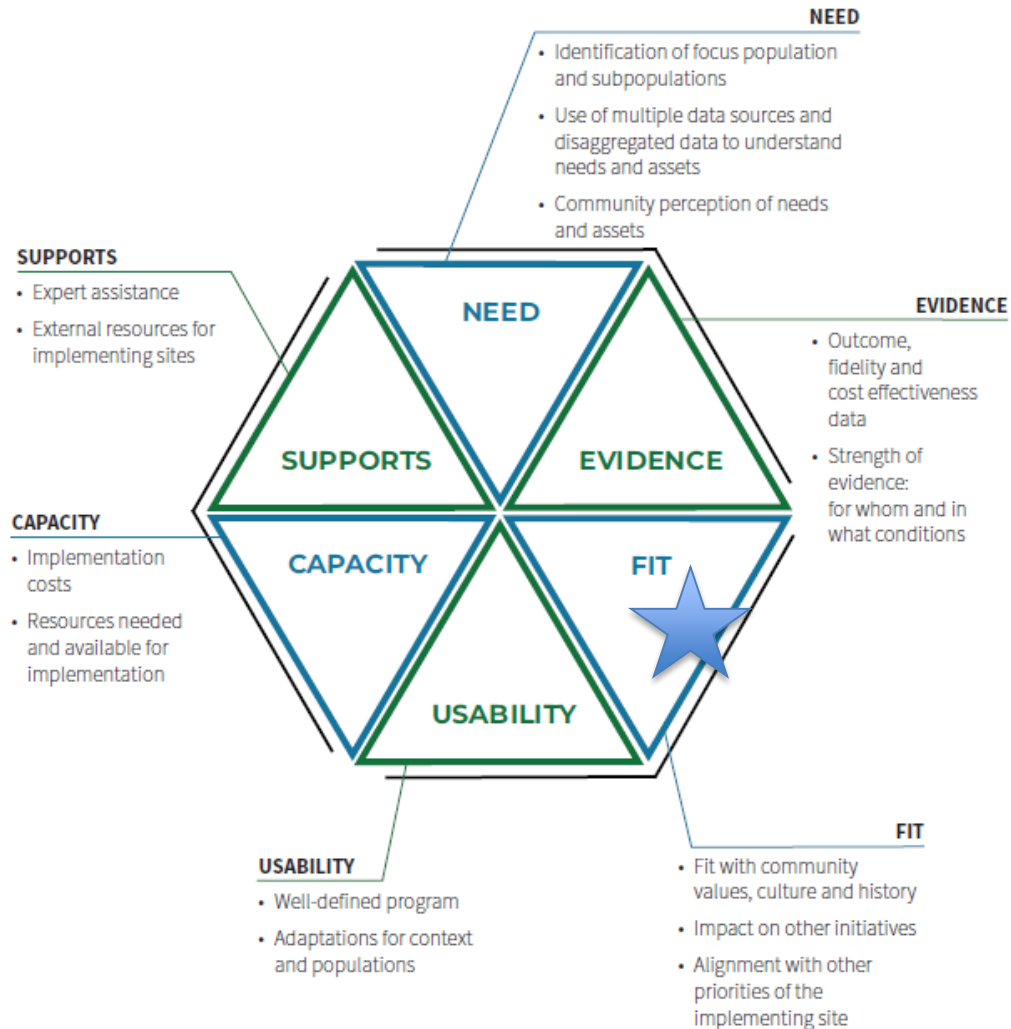 NEED
• Identification of focus population
and subpopulations
• Use of multiple data sources and
disaggregated data to understand
needs and assets
• Community perception of needs
and assets
SUPPORTS
• Expert assistance
• External resources for
implementing sites
EVIDENCE
• Outcome,
fidelity and
cost effectiveness
data
• Strength of
evidence:
for whom and in
what conditions
NEED
SUPPORTS
EVIDENCE
CAPACITY
• Implementation
costs
• Resources needed
and available for
implementation
CAPACITY
FIT
USABILITY
USABILITY
• Well-defined program
• Adaptations for context
and populations
FIT
• Fit with community
values, culture and history
• Impact on other initiatives
• Alignment with other
priorities of the
implementing site